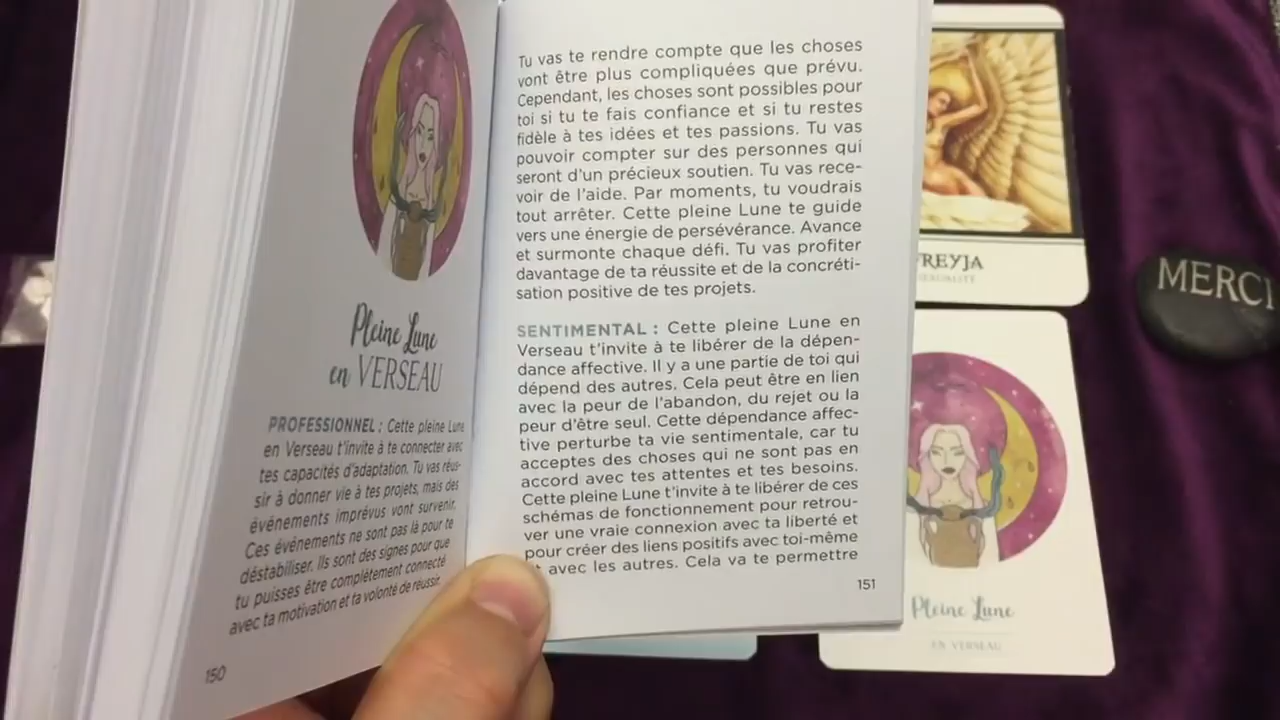 Pleine Lune
en VERSEAU
PROFESSIONNEL : Cette pleine Lune
en Verseau t'invite à te connecter avec
tes capacités d'adaptation. Tu vas réus-
sir à donner vie à tes projets, mais des
événements imprévus vont survenir.
Ces événements ne sont pas là pour te
déstabiliser. Ils sont des signes pour que
tu puisses être complètement connecté
avec ta motivation et ta volonté de réussir.
150
Tu vas te rendre compte que les choses
vont être plus compliquées que prévu.
Cependant, les choses sont possibles pour
toi si tu te fais confiance et si tu restes
fidèle à tes idées et tes passions. Tu vas
pouvoir compter sur des personnes qui
seront d'un précieux soutien. Tu vas rece-
voir de l'aide. Par moments, tu voudrais
tout arrêter. Cette pleine Lune te guide
vers une énergie de persévérance. Avance
et surmonte chaque défi. Tu vas profiter
davantage de ta réussite et de la concréti-
sation positive de tes projets.
SENTIMENTAL : Cette pleine Lune en
Verseau t'invite à te libérer de la dépen-
dance affective. Il y a une partie de toi qui
dépend des autres. Cela peut être en lien
avec la peur de l'abandon, du rejet ou la
peur d'être seul. Cette dépendance affec-
tive perturbe ta vie sentimentale, car tu
acceptes des choses qui ne sont pas en
accord avec tes attentes et tes besoins.
Cette pleine Lune t'invite à te libérer de ces
schémas de fonctionnement pour retrou-
ver une vraie connexion avec ta liberté et
pour créer des liens positifs avec toi-même
avec les autres. Cela va te permettre
151
FREYJA
MERCI
Pleine Lune
EN VERSEAU